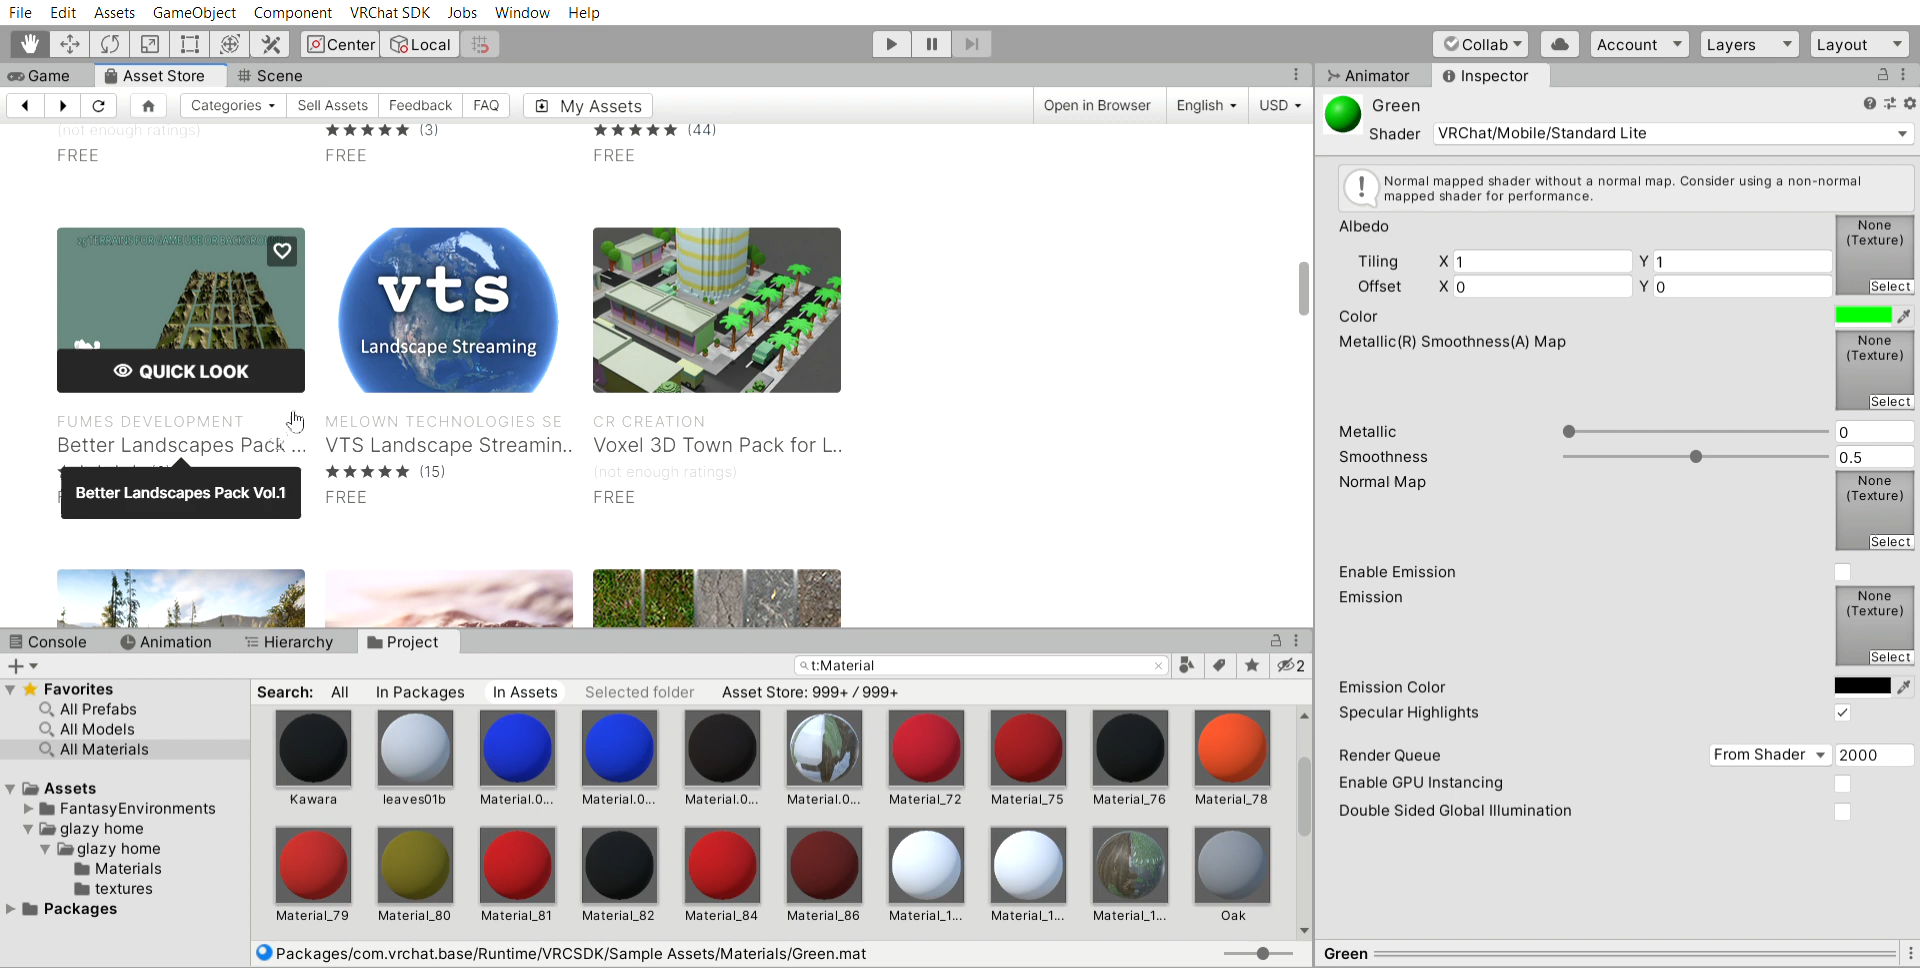 File Edit Assets GameObject Component VRChat SDK Jobs Window Help
Center Local Collab Account Layers Layout
Game Asset Store Scene
Categories Sell Assets Feedback FAQ My Assets Open in Browser English USD
(not enough ratings) (3) (44)
FREE FREE FREE
QUICK LOOK
vts
Landscape Streaming
FUMES DEVELOPMENT MELOWN TECHNOLOGIES SE CR CREATION
Better Landscapes Pack ... VTS Landscape Streamin.. Voxel 3D Town Pack for L..
(15) (not enough ratings)
FREE FREE
Better Landscapes Pack Vol.1
Console Animation Hierarchy Project
t:Material 2
Search: All In Packages In Assets Selected folder Asset Store: 999+ / 999+
Favorites
All Prefabs
All Models
All Materials
Assets
FantasyEnvironments
glazy home
glazy home
Materials
textures
Packages
Kawara leaves01b Material.0... Material.0... Material.0... Material.0... Material_72 Material_75 Material_76 Material_78
Material_79 Material_80 Material_81 Material_82 Material_84 Material_86 Material_1... Material_1... Material_1... Oak
Packages/com.vrchat.base/Runtime/VRCSDK/Sample Assets/Materials/Green.mat
Animator Inspector
Green
Shader VRChat/Mobile/Standard Lite
Normal mapped shader without a normal map. Consider using a non-normal
mapped shader for performance.
Albedo None
(Texture)
Tiling X 1 Y 1
Offset X 0 Y 0 Select
Color
Metallic(R) Smoothness(A) Map None
(Texture)
Select
Metallic 0
Smoothness 0.5
Normal Map None
(Texture)
Select
Enable Emission
Emission None
(Texture)
Select
Emission Color
Specular Highlights
Render Queue From Shader 2000
Enable GPU Instancing
Double Sided Global Illumination
Green